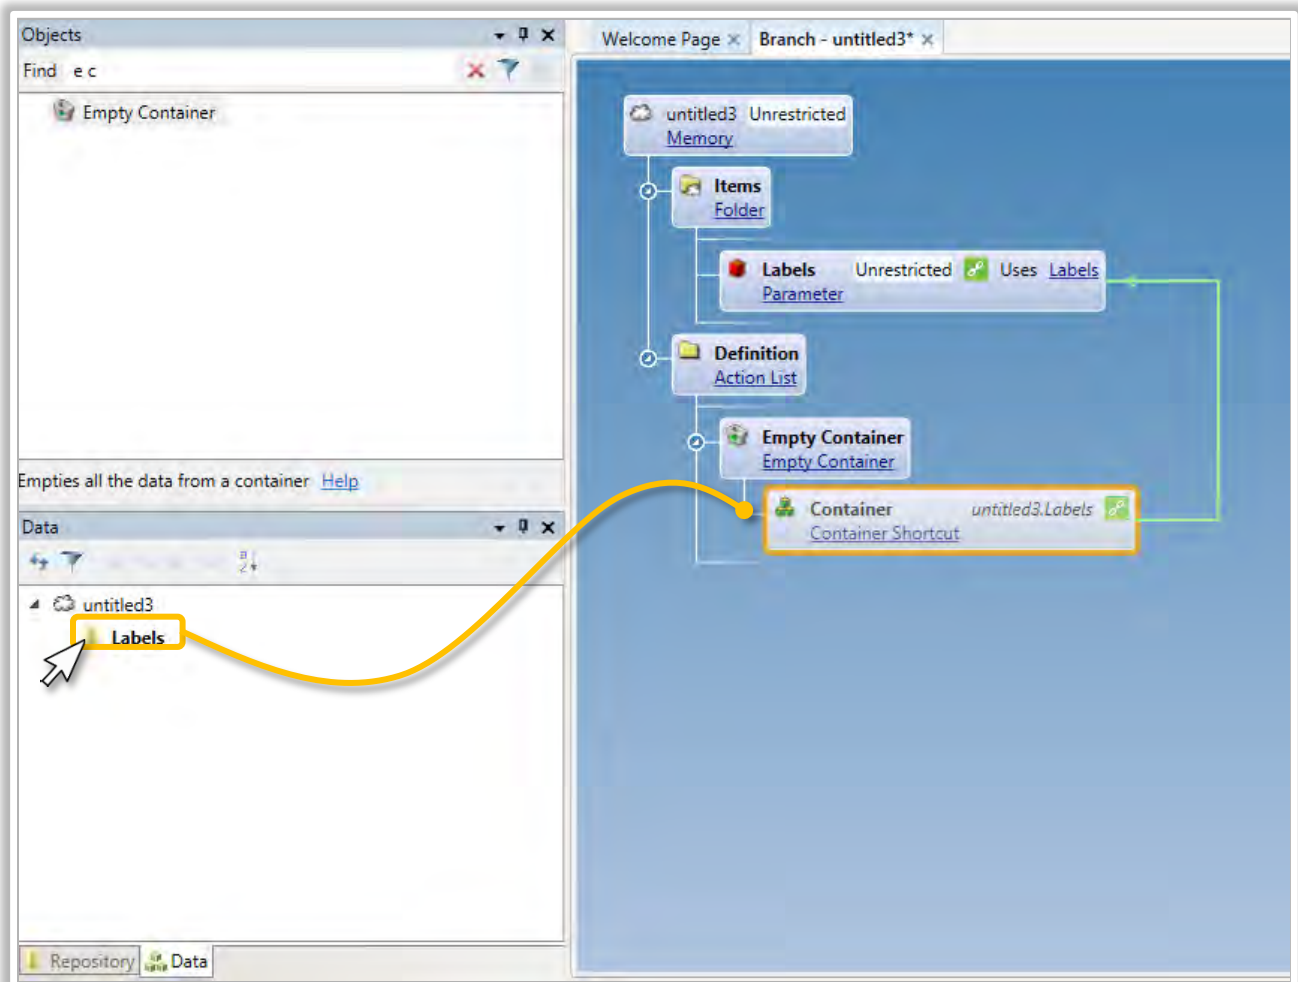 Objects
Find e c
Empty Container
Empties all the data from a container Help
Data
untitled3
Labels
Repository
Data
Welcome Page
Branch - untitled3*
untitled3 Unrestricted
Memory
Items
Folder
Labels Unrestricted Uses Labels
Parameter
Definition
Action List
Empty Container
Empty Container
Container untitled3.Labels
Container Shortcut